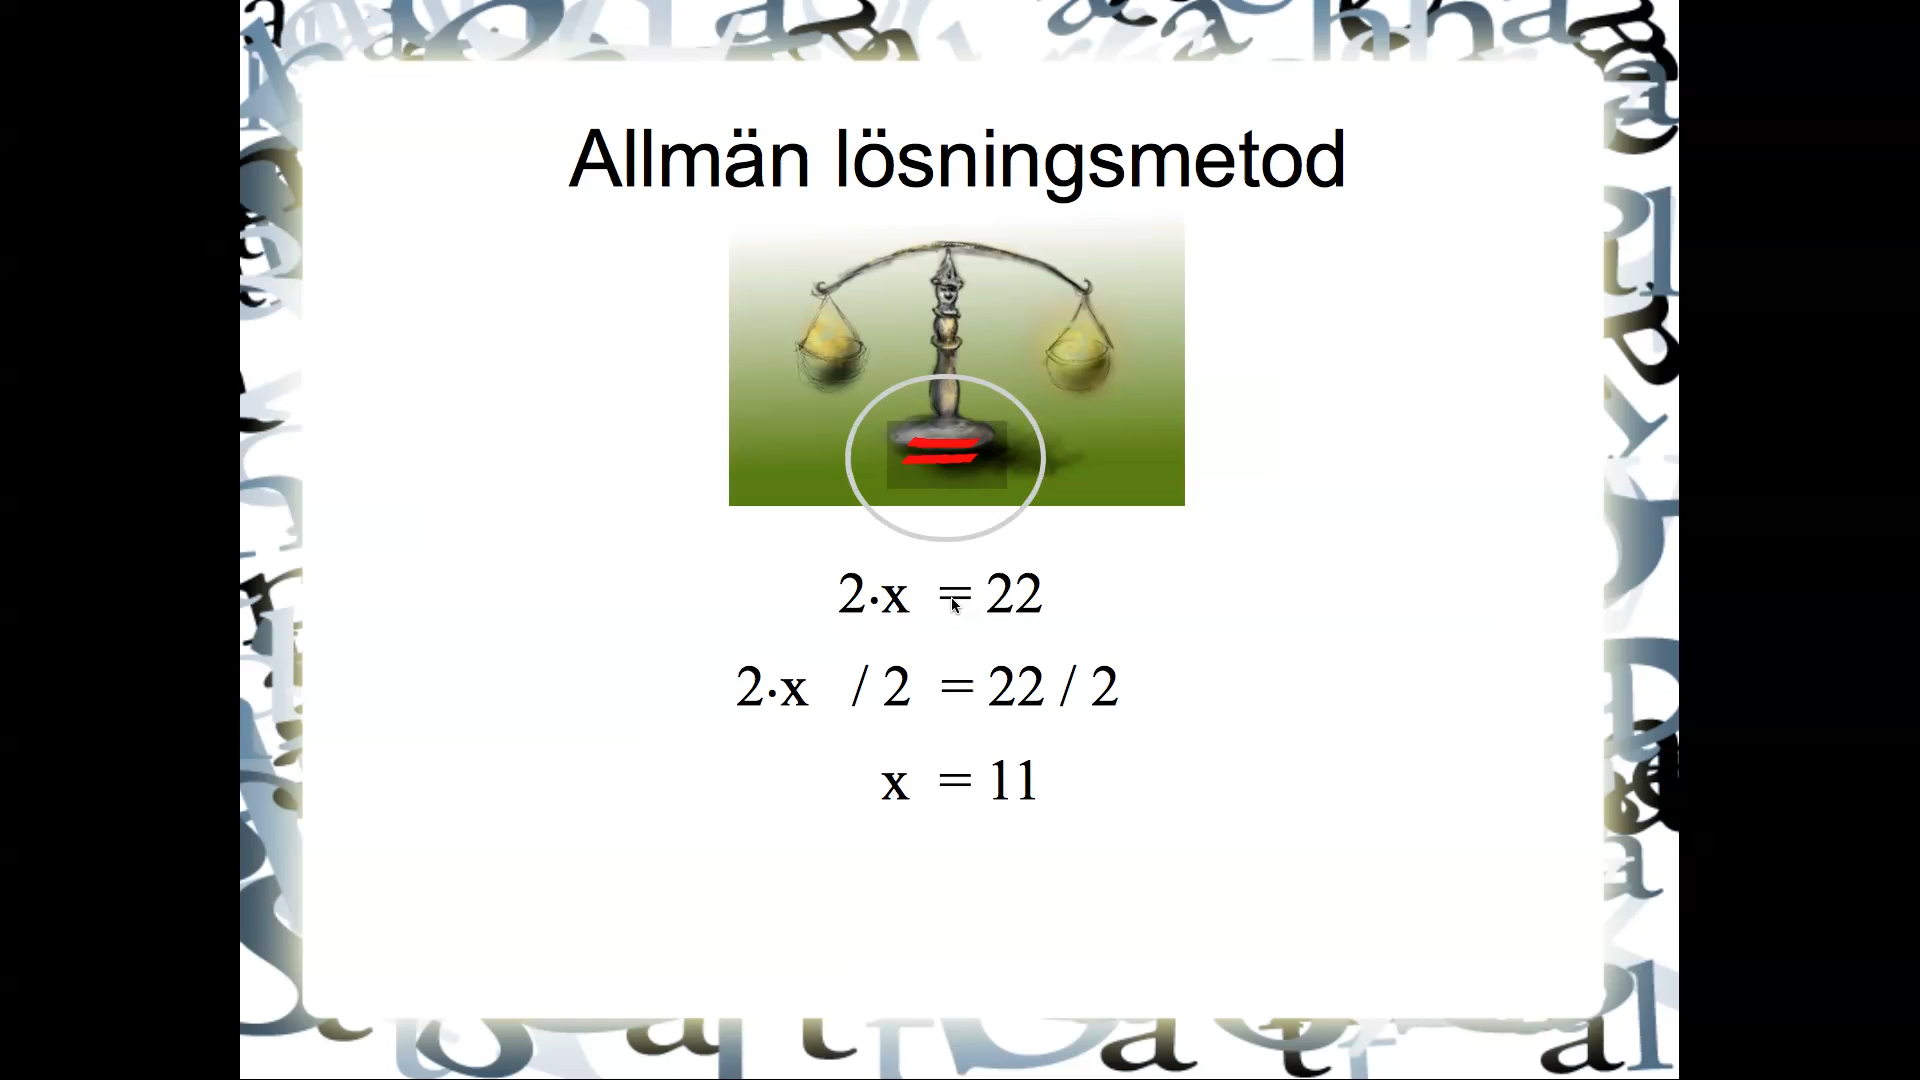 Allmän lösningsmetod
=
2·x = 22
2·x / 2 = 22 / 2
x = 11